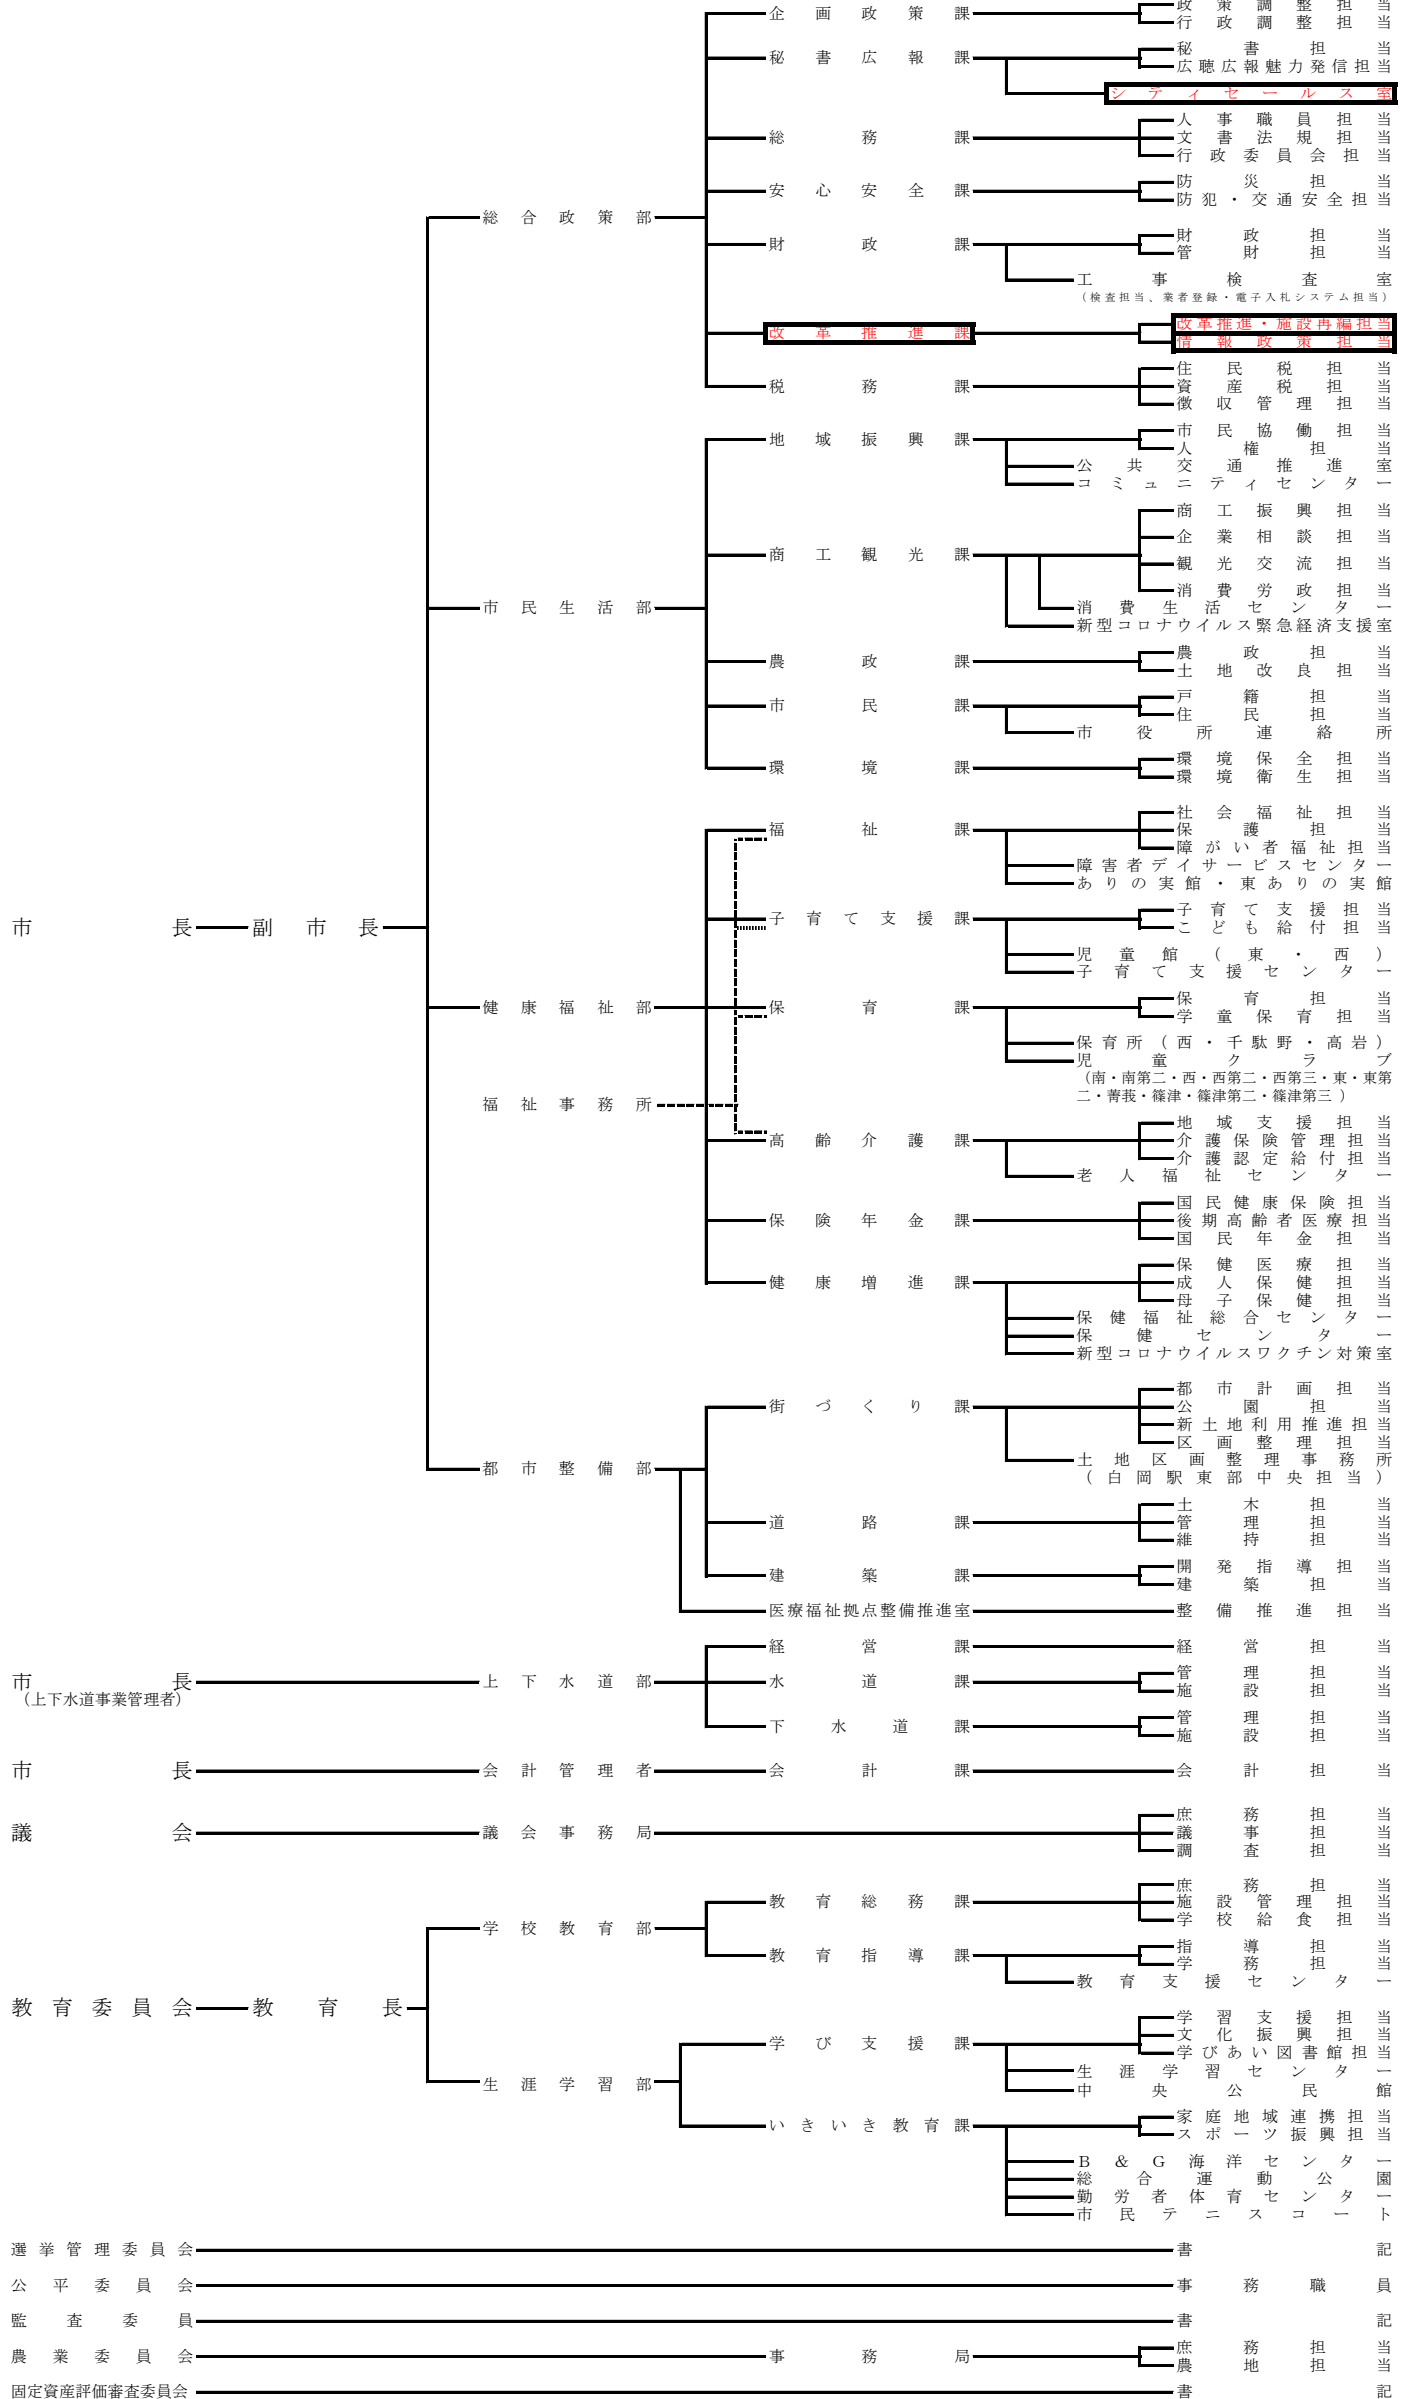 企画政策課
政策調整担当
行政調整担当
秘書広報課
秘書担当
広聴広報魅力発信担当
シティセールス室
総務課
人事職員担当
文書法規担当
行政委員会担当
安心安全課
防災担当
防犯・交通安全担当
総合政策部
財政課
財政担当
管財担当
工事検査室
（検査担当、業者登録・電子入札システム担当）
改革推進課
改革推進・施設再編担当
情報政策担当
税務課
住民税担当
資産税担当
徴収管理担当
地域振興課
市民協働担当
人権担当
公共交通推進室
コミュニティセンター
商工観光課
商工振興担当
企業相談担当
観光交流担当
消費労政担当
消費生活センター
新型コロナウイルス緊急経済支援室
市民生活部
農政課
農政担当
土地改良担当
市民課
戸籍担当
住民担当
市役所連絡所
環境課
環境保全担当
環境衛生担当
福祉課
社会福祉担当
保護担当
障がい者福祉担当
障害者デイサービスセンター
ありの実館・東ありの実館
市長
副市長
子育て支援課
子育て支援担当
こども給付担当
児童館（東・西）
子育て支援センター
健康福祉部
保育課
保育担当
学童保育担当
保育所（西・千駄野・高岩）
児童クラブ
（南・南第二・西・西第二・西第三・東・東第
二・菁莪・篠津・篠津第二・篠津第三）
福祉事務所
高齢介護課
地域支援担当
介護保険管理担当
介護認定給付担当
老人福祉センター
保険年金課
国民健康保険担当
後期高齢者医療担当
国民年金担当
健康増進課
保健医療担当
成人保健担当
母子保健担当
保健福祉総合センター
保健センター
新型コロナウイルスワクチン対策室
街づくり課
都市計画担当
公園担当
新土地利用推進担当
区画整理担当
土地区画整理事務所
（白岡駅東部中央担当）
都市整備部
道路課
土木担当
管理担当
維持担当
建築課
開発指導担当
建築担当
医療福祉拠点整備推進室
整備推進担当
経営課
経営担当
市長
（上下水道事業管理者）
上下水道部
水道課
管理担当
施設担当
下水道課
管理担当
施設担当
市長
会計管理者
会計課
会計担当
議会
議会事務局
庶務担当
議事担当
調査担当
学校教育部
教育総務課
庶務担当
施設管理担当
学校給食担当
教育指導課
指導担当
学務担当
教育支援センター
教育委員会
教育長
学び支援課
学習支援担当
文化振興担当
学びあい図書館担当
生涯学習センター
中央公民館
生涯学習部
いきいき教育課
家庭地域連携担当
スポーツ振興担当
B&G海洋センター
総合運動公園
勤労者体育センター
市民テニスコート
選挙管理委員会
書記
公平委員会
事務職員
監査委員
書記
農業委員会
事務局
庶務担当
農地担当
固定資産評価審査委員会
書記